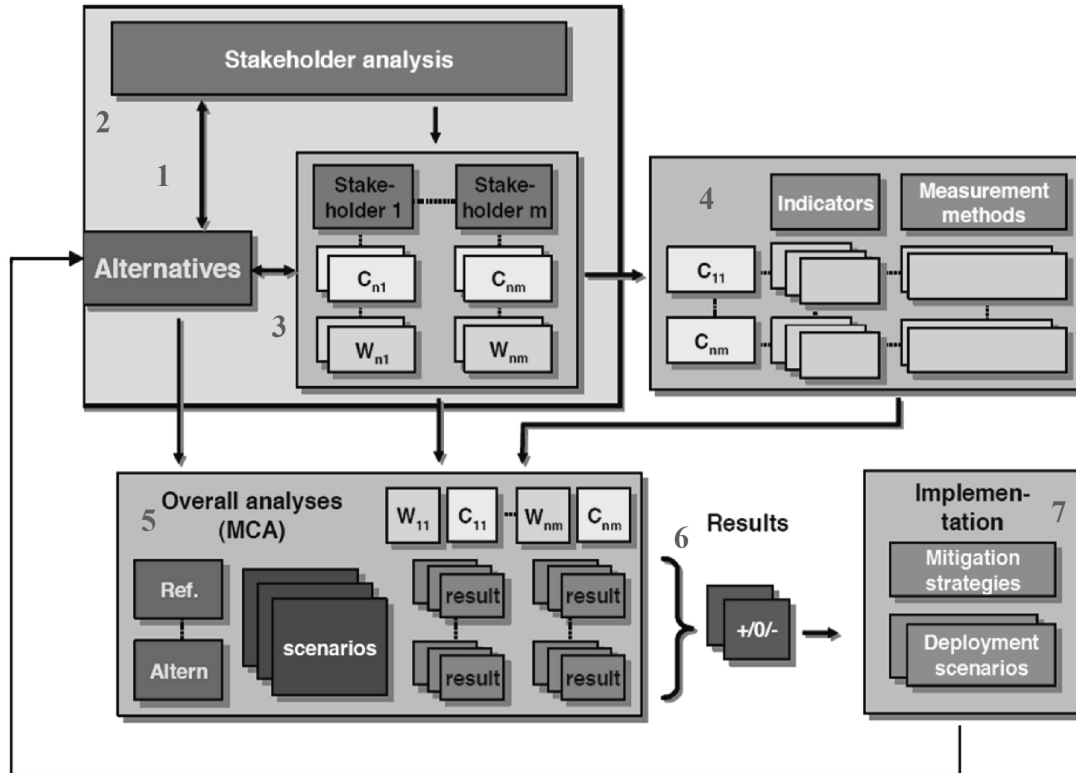 Stakeholder analysis
2
1
Stake-
holder 1
Stake-
holder m
Alternatives
3
C n1
C nm
W n1
W nm
4
Indicators
Measurement
methods
C 11
C nm
5
Overall analyses
(MCA)
W 11
C 11
W nm
C nm
Ref.
Altern
scenarios
result
result
result
result
6
Results
+/0/-
Implemen-
tation
7
Mitigation
strategies
Deployment
scenarios